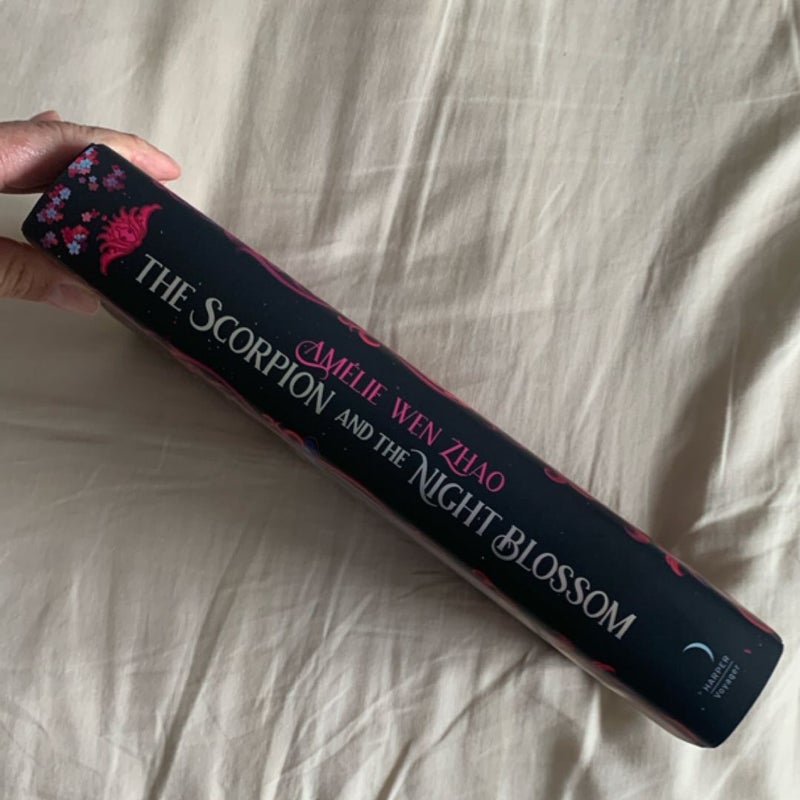 AMÉLIE WEN ZHAO
THE SCORPION AND THE NIGHT BLOSSOM
HARPER
Voyager